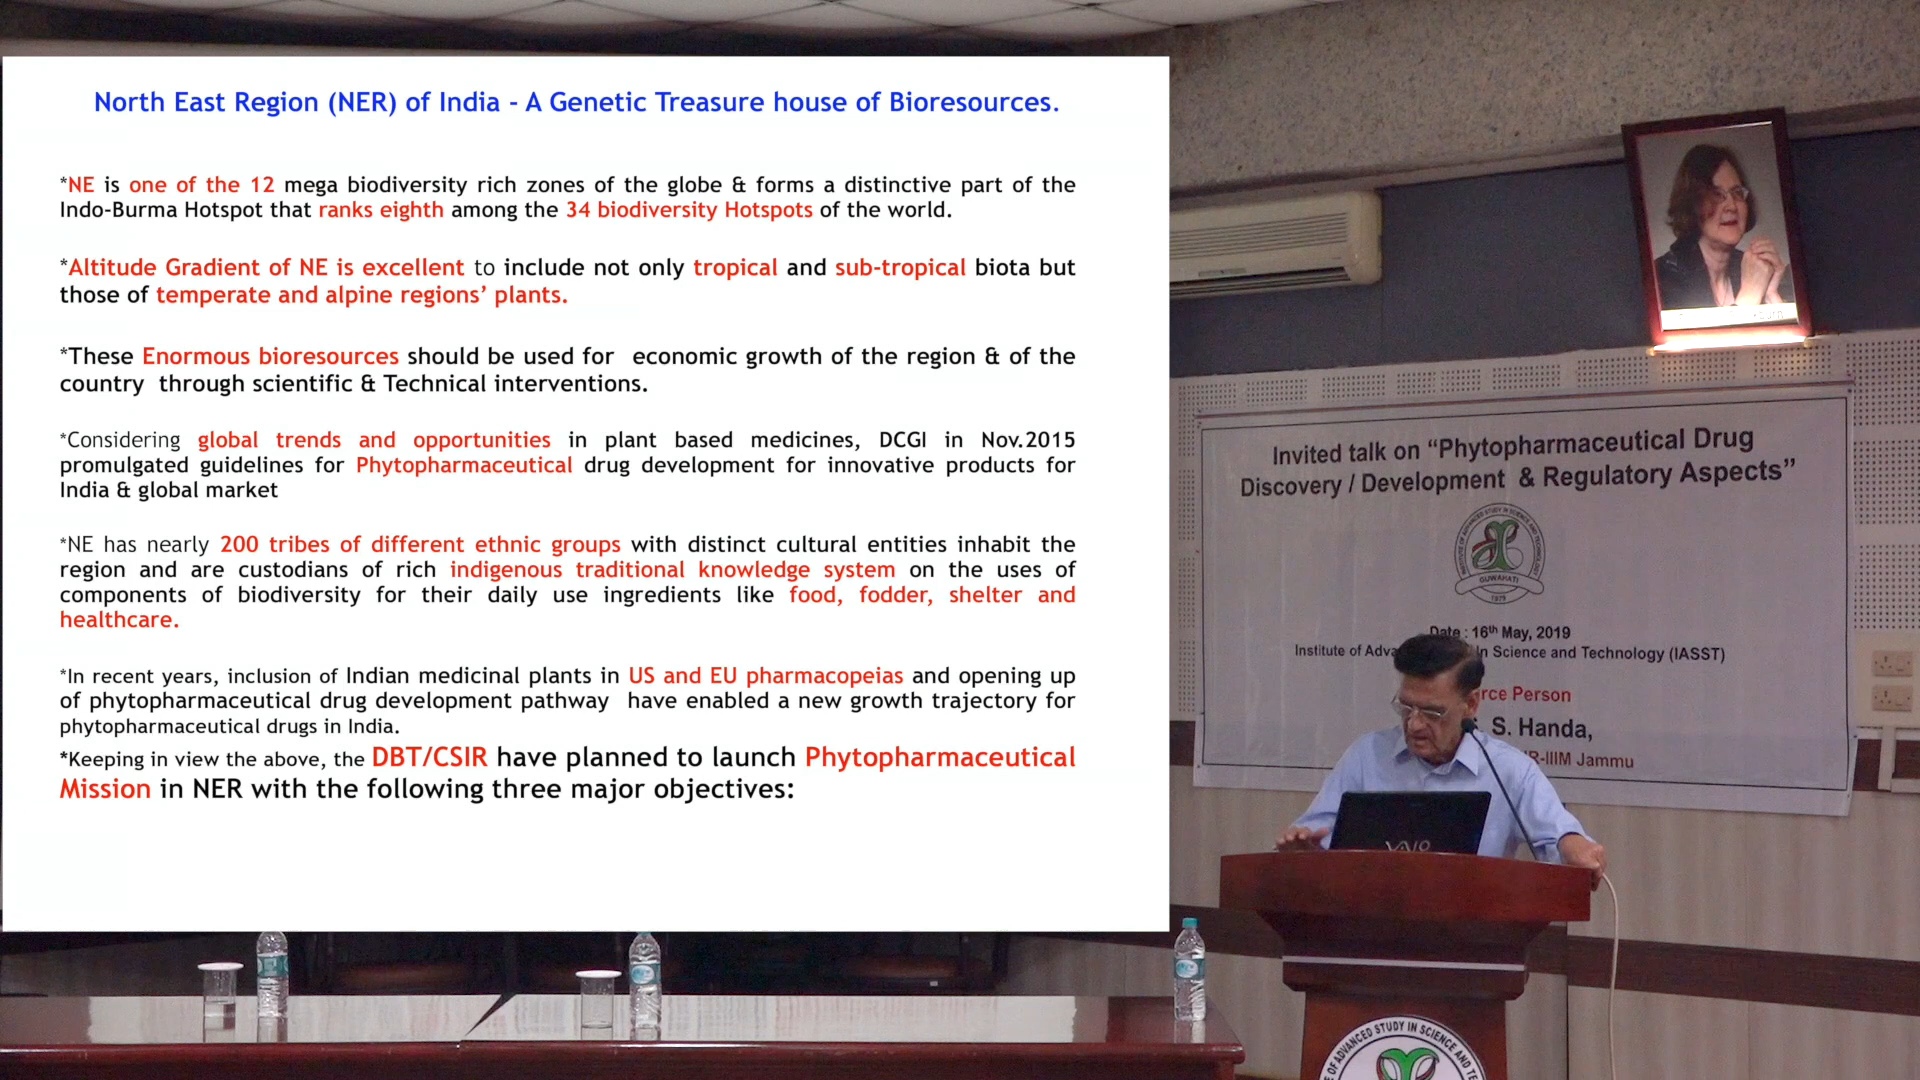 North East Region (NER) of India - A Genetic Treasure house of Bioresources.
*NE is one of the 12 mega biodiversity rich zones of the globe & forms a distinctive part of the
Indo-Burma Hotspot that ranks eighth among the 34 biodiversity Hotspots of the world.
*Altitude Gradient of NE is excellent to include not only tropical and sub-tropical biota but
those of temperate and alpine regions’ plants.
*These Enormous bioresources should be used for economic growth of the region & of the
country through scientific & Technical interventions.
*Considering global trends and opportunities in plant based medicines, DCGI in Nov.2015
promulgated guidelines for Phytopharmaceutical drug development for innovative products for
India & global market
*NE has nearly 200 tribes of different ethnic groups with distinct cultural entities inhabit the
region and are custodians of rich indigenous traditional knowledge system on the uses of
components of biodiversity for their daily use ingredients like food, fodder, shelter and
healthcare.
*In recent years, inclusion of Indian medicinal plants in US and EU pharmacopeias and opening up
of phytopharmaceutical drug development pathway have enabled a new growth trajectory for
phytopharmaceutical drugs in India.
*Keeping in view the above, the DBT/CSIR have planned to launch Phytopharmaceutical
Mission in NER with the following three major objectives:
Invited talk on “Phytopharmaceutical Drug
Discovery / Development & Regulatory Aspects”
INSTITUTE OF ADVANCED STUDY IN SCIENCE AND TECHNOLOGY
GUWAHATI
1979
Date : 16th May, 2019
Institute of Adva In Science and Technology (IASST)
rce Person
S. Handa,
R-IIIM Jammu
VAIO
E OF ADVANCED STUDY IN SCIENCE AND TE